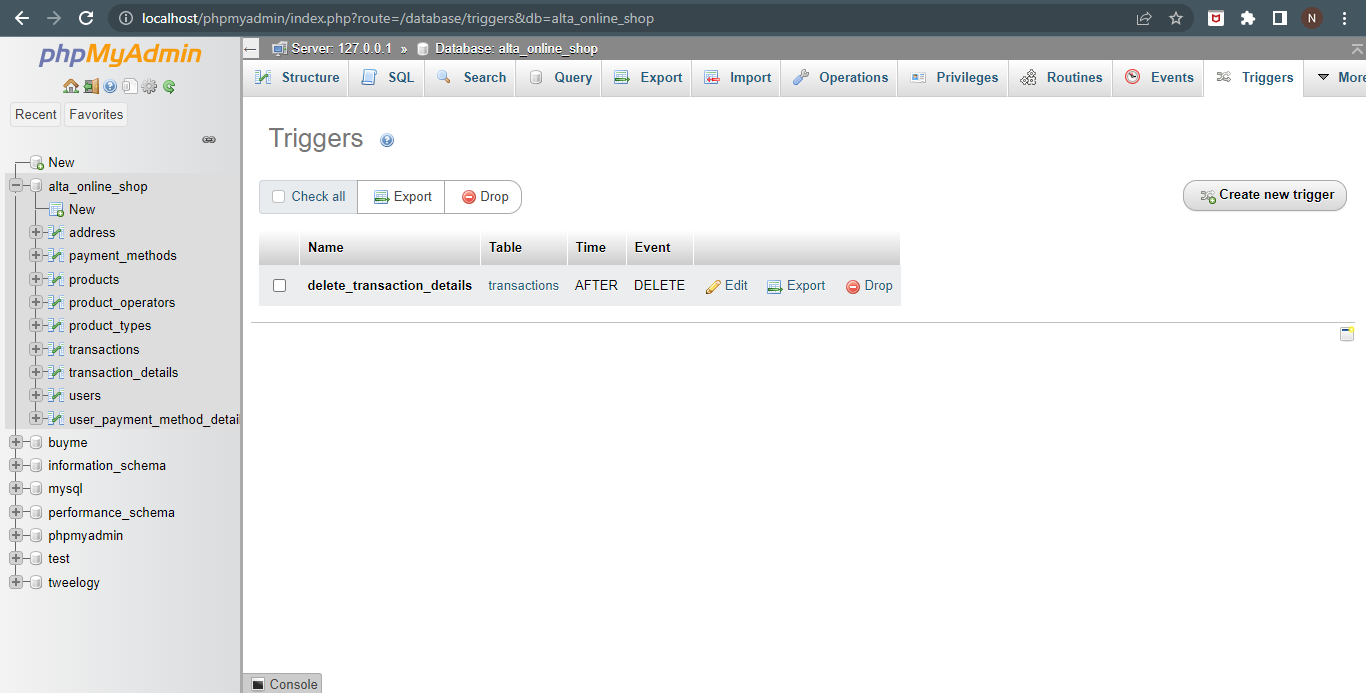 localhost/phpmyadmin/index.php?route=/database/triggers&db=alta_online_shop
N
phpMyAdmin
Recent
Favorites
New
alta_online_shop
New
address
payment_methods
products
product_operators
product_types
transactions
transaction_details
users
user_payment_method_detai
buyme
information_schema
mysql
performance_schema
phpmyadmin
test
tweelogy
Server: 127.0.0.1 » Database: alta_online_shop
Structure SQL Search Query Export Import Operations Privileges Routines Events Triggers More
Triggers
Check all Export Drop
Create new trigger
Name Table Time Event
delete_transaction_details transactions AFTER DELETE Edit Export Drop
Console